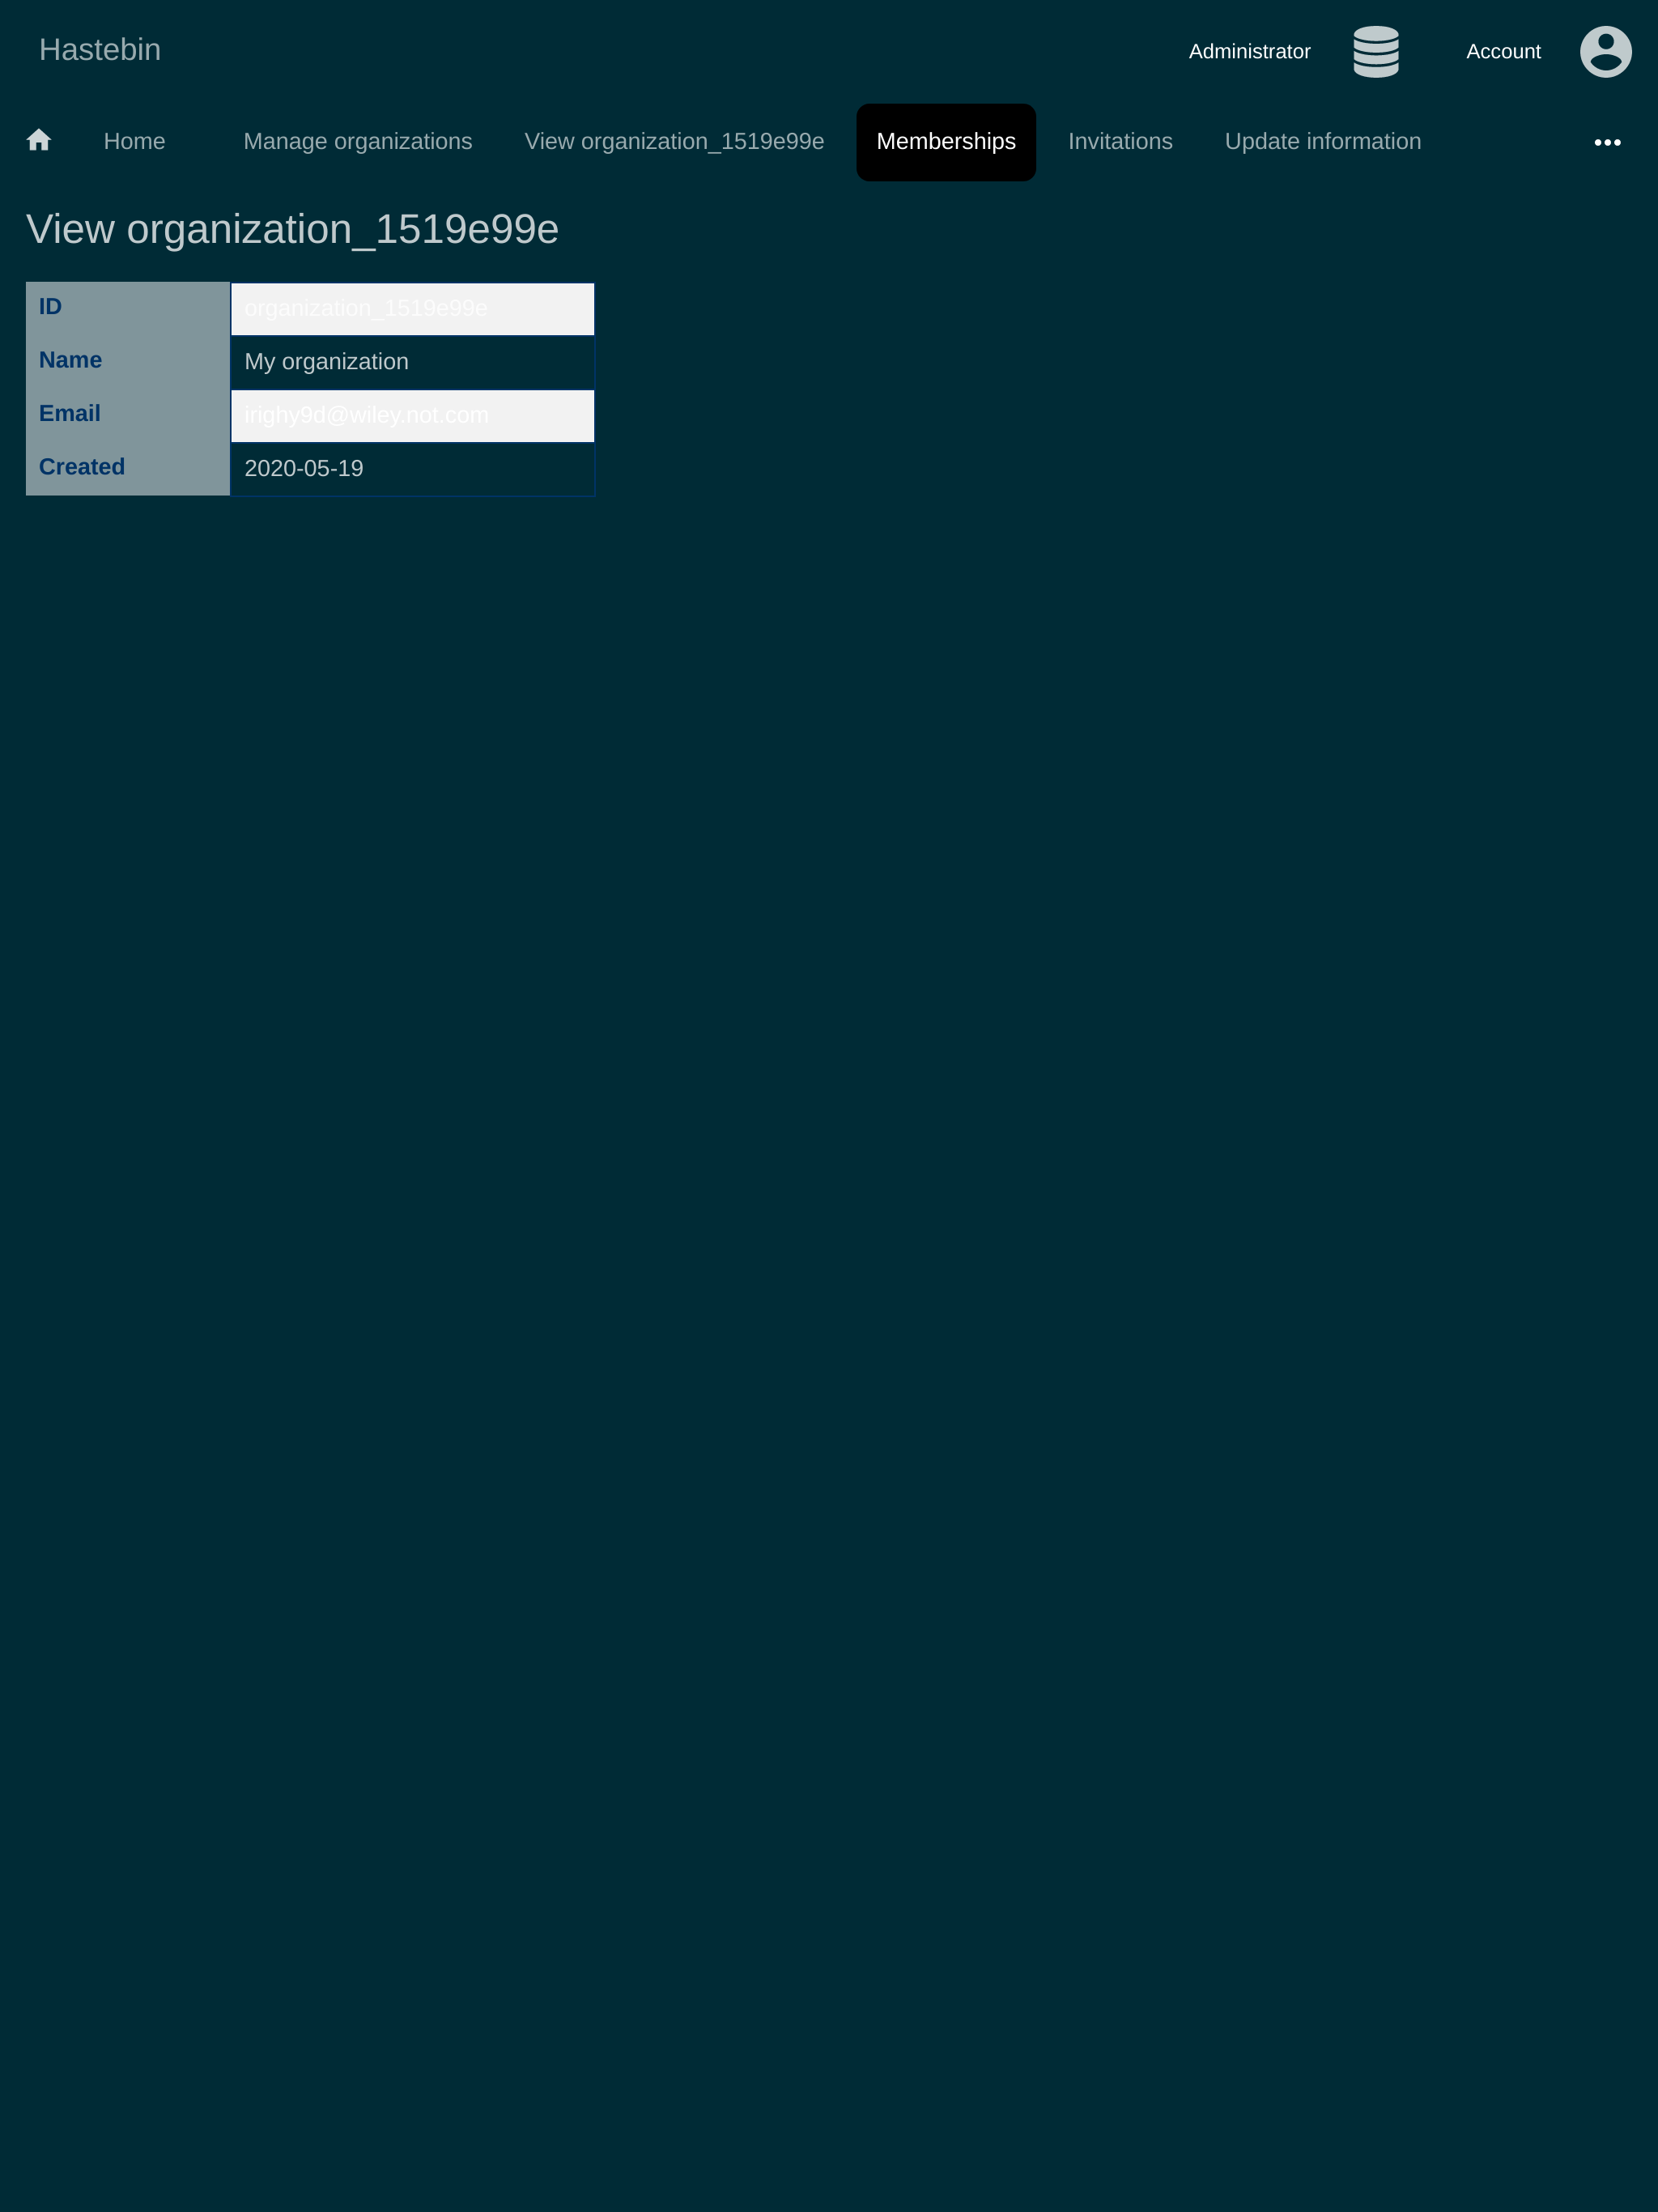 Hastebin
Administrator
Account
Home
Manage organizations
View organization_1519e99e
Memberships
Invitations
Update information
View organization_1519e99e
ID organization_1519e99e
Name My organization
Email irighy9d@wiley.not.com
Created 2020-05-19